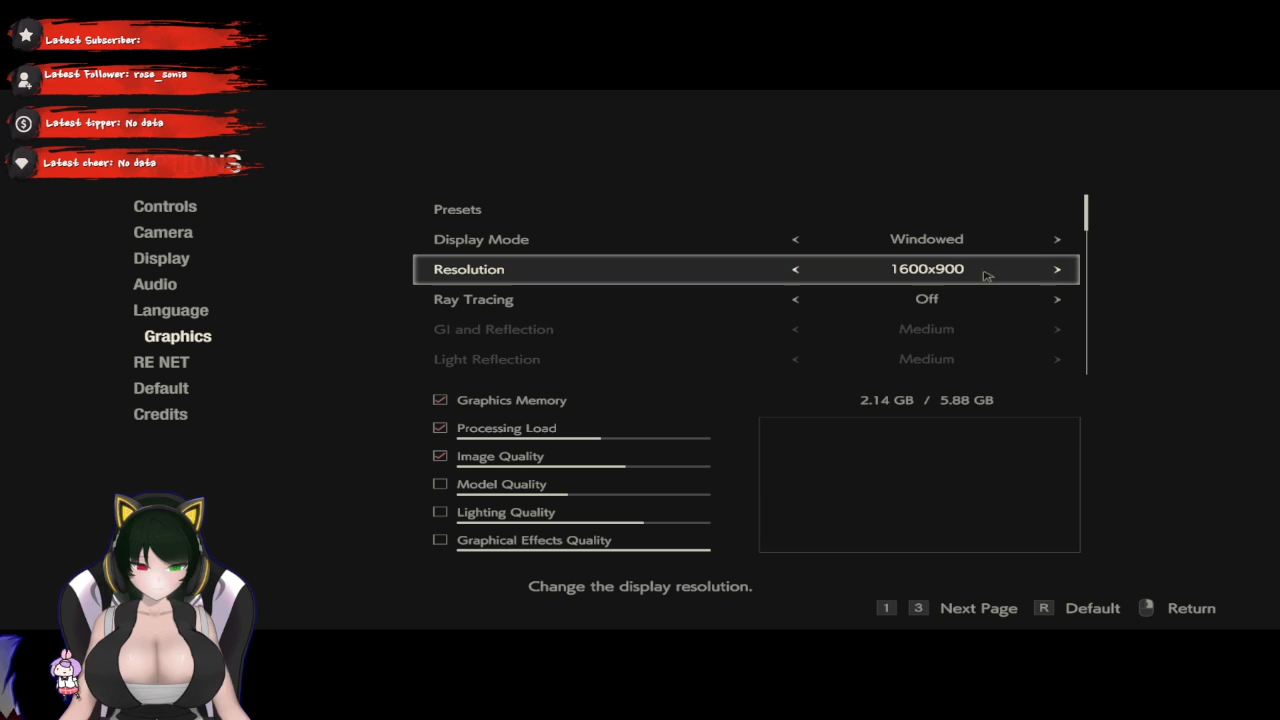 Latest Subscriber:
Latest Follower: rose_sonia
Latest tipper: No data
Latest cheer: No data
Controls
Camera
Display
Audio
Language
Graphics
RE NET
Default
Credits
Presets
Display Mode < Windowed >
Resolution < 1600x900 >
Ray Tracing < Off >
GI and Reflection < Medium >
Light Reflection < Medium >
Graphics Memory 2.14 GB / 5.88 GB
Processing Load
Image Quality
Model Quality
Lighting Quality
Graphical Effects Quality
Change the display resolution.
1 3 Next Page R Default Return